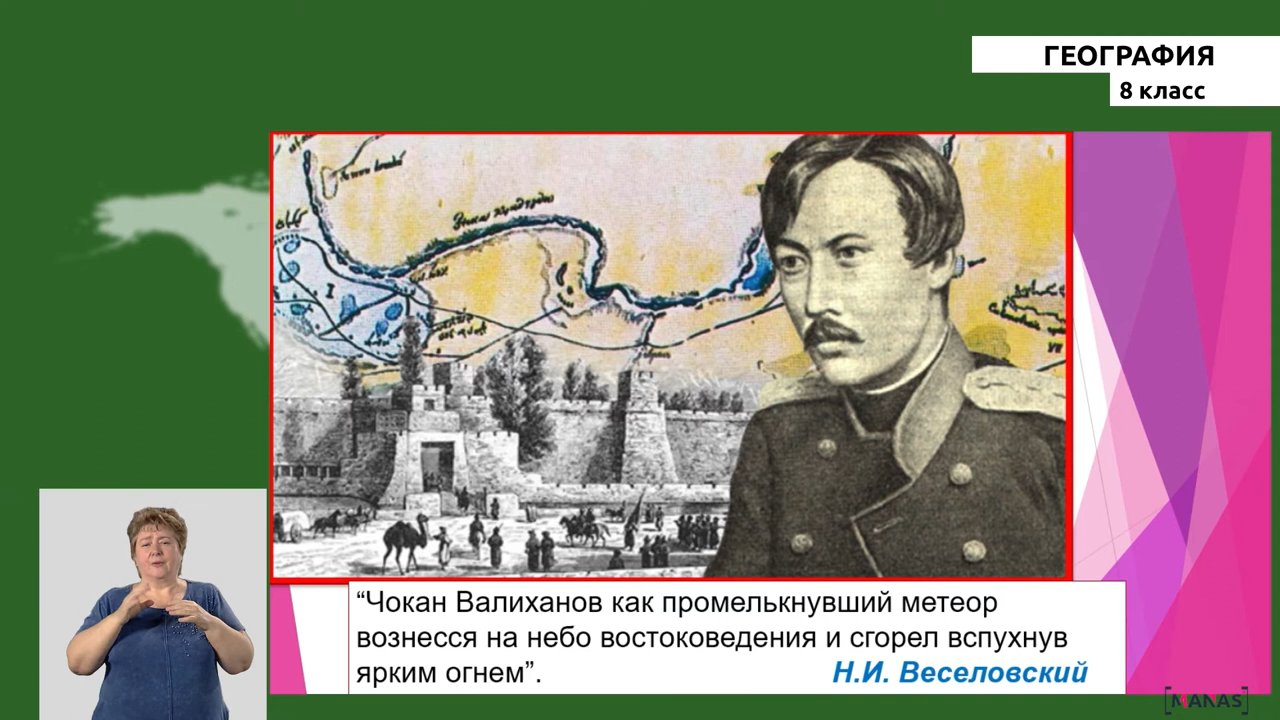 ГЕОГРАФИЯ
8 класс
“Чокан Валиханов как промелькнувший метеор
вознесся на небо востоковедения и сгорел вспухнув
ярким огнем”.
Н.И. Веселовский
[MANAS]